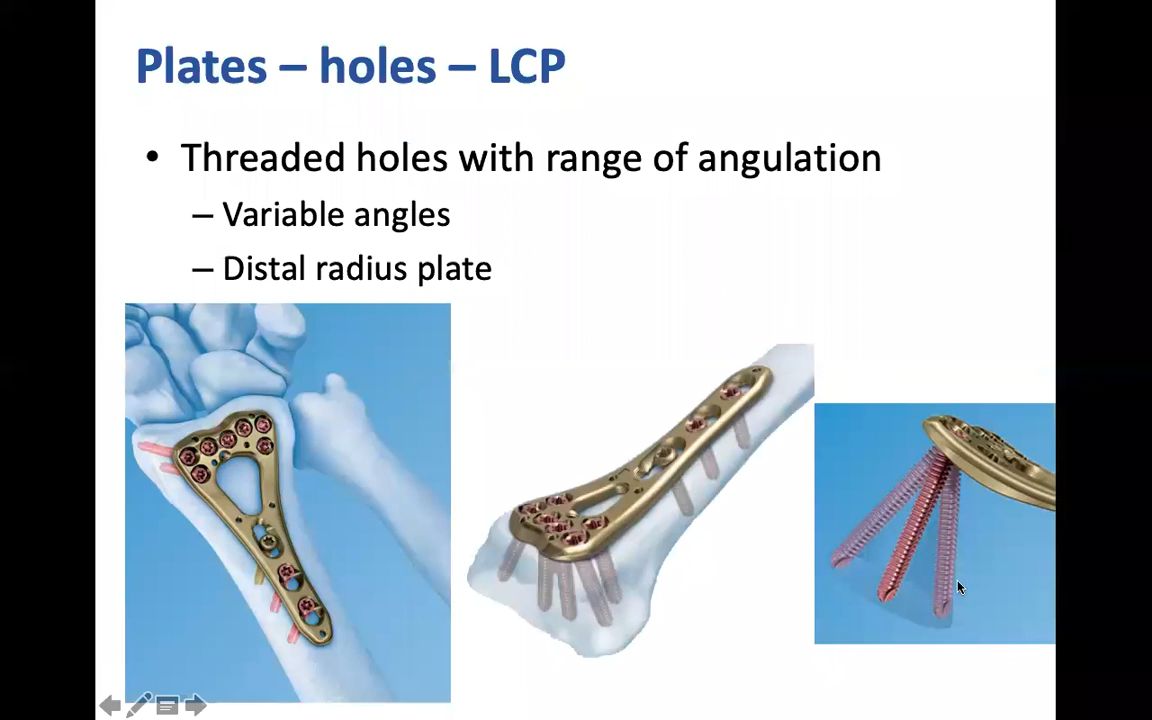 Plates – holes – LCP
• Threaded holes with range of angulation
– Variable angles
– Distal radius plate